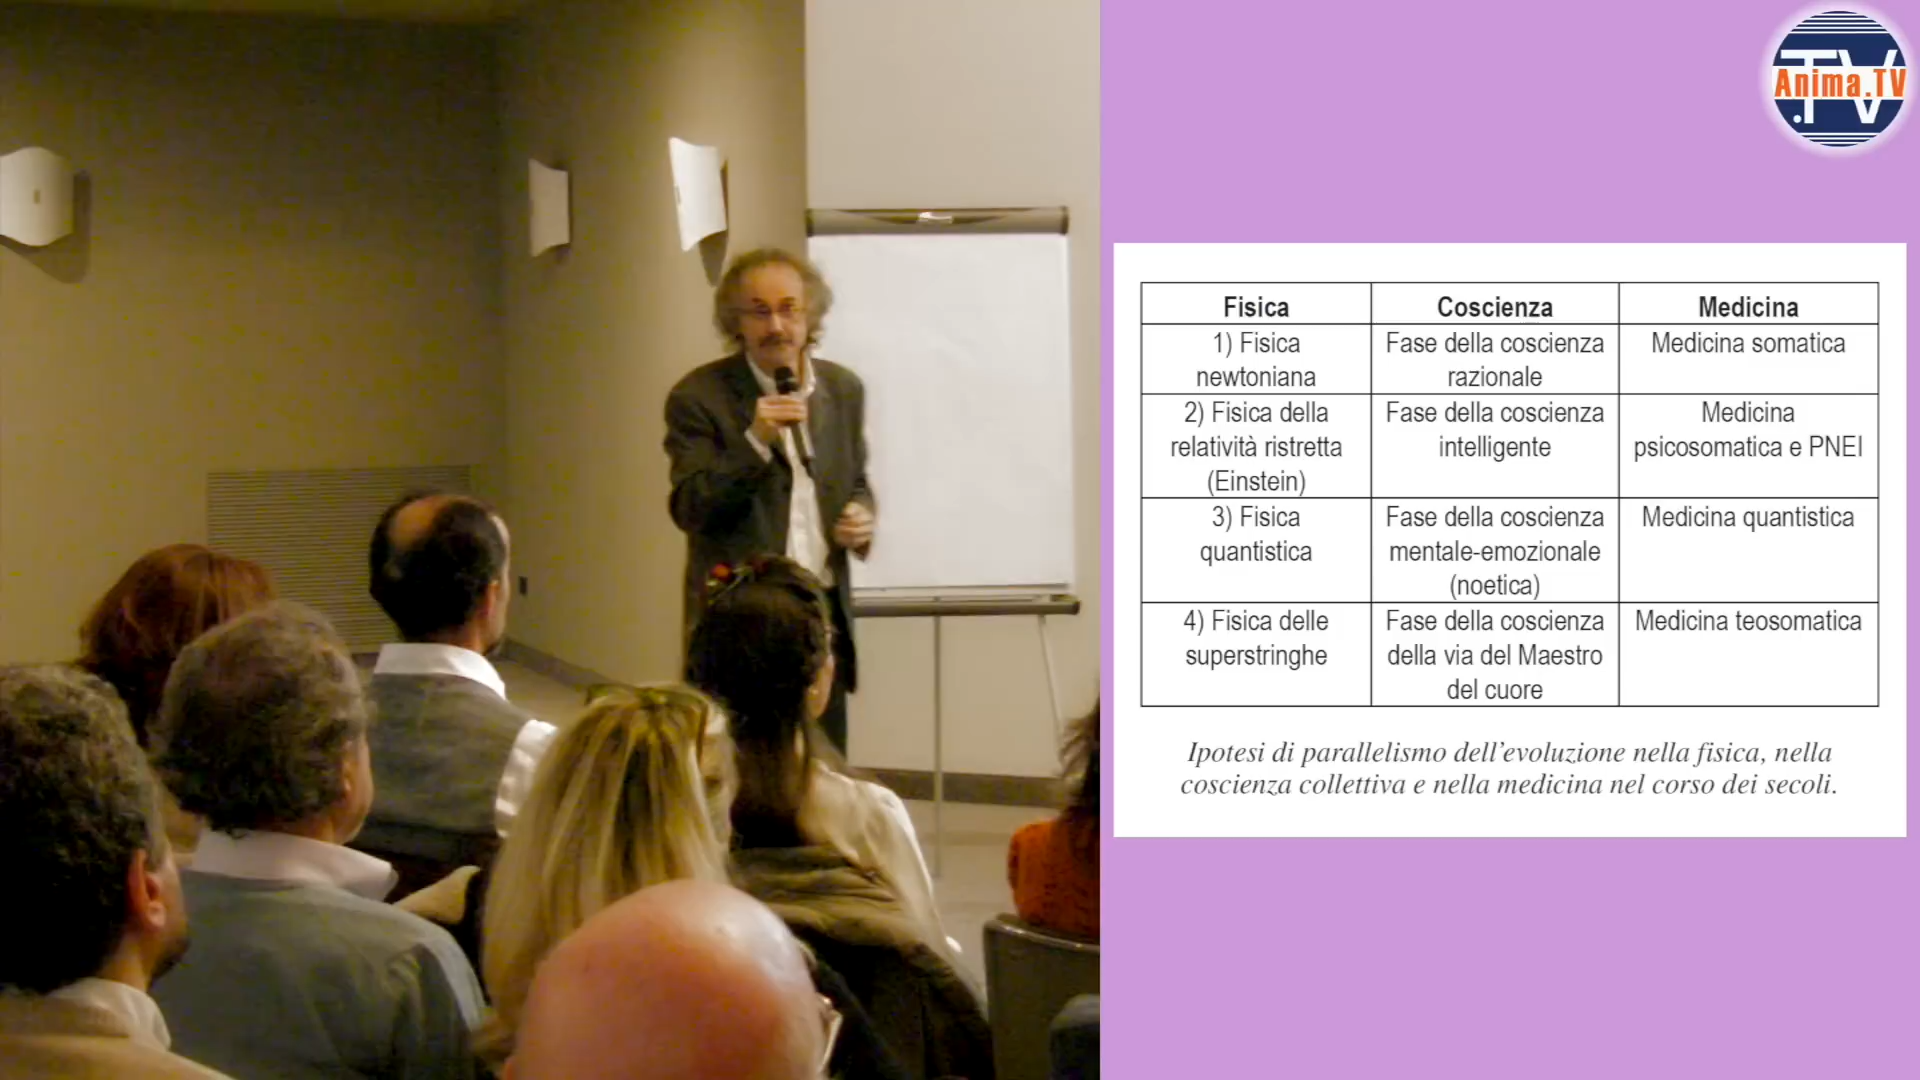 .TV
Anima.TV
Fisica Coscienza Medicina
1) Fisica
newtoniana
Fase della coscienza
razionale
Medicina somatica
2) Fisica della
relatività ristretta
(Einstein)
Fase della coscienza
intelligente
Medicina
psicosomatica e PNEI
3) Fisica
quantistica
Fase della coscienza
mentale-emozionale
(noetica)
Medicina quantistica
4) Fisica delle
superstringhe
Fase della coscienza
della via del Maestro
del cuore
Medicina teosomatica
Ipotesi di parallelismo dell’evoluzione nella fisica, nella
coscienza collettiva e nella medicina nel corso dei secoli.